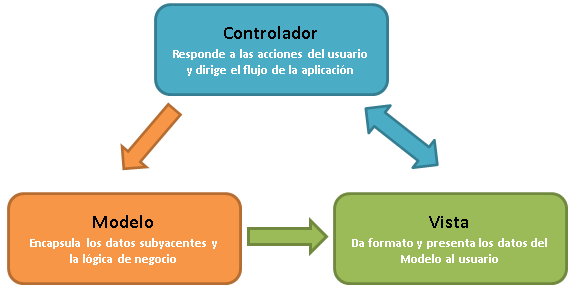 Controlador
Responde a las acciones del usuario
y dirige el flujo de la aplicación
Modelo
Encapsula los datos subyacentes y
la lógica de negocio
Vista
Da formato y presenta los datos del
Modelo al usuario